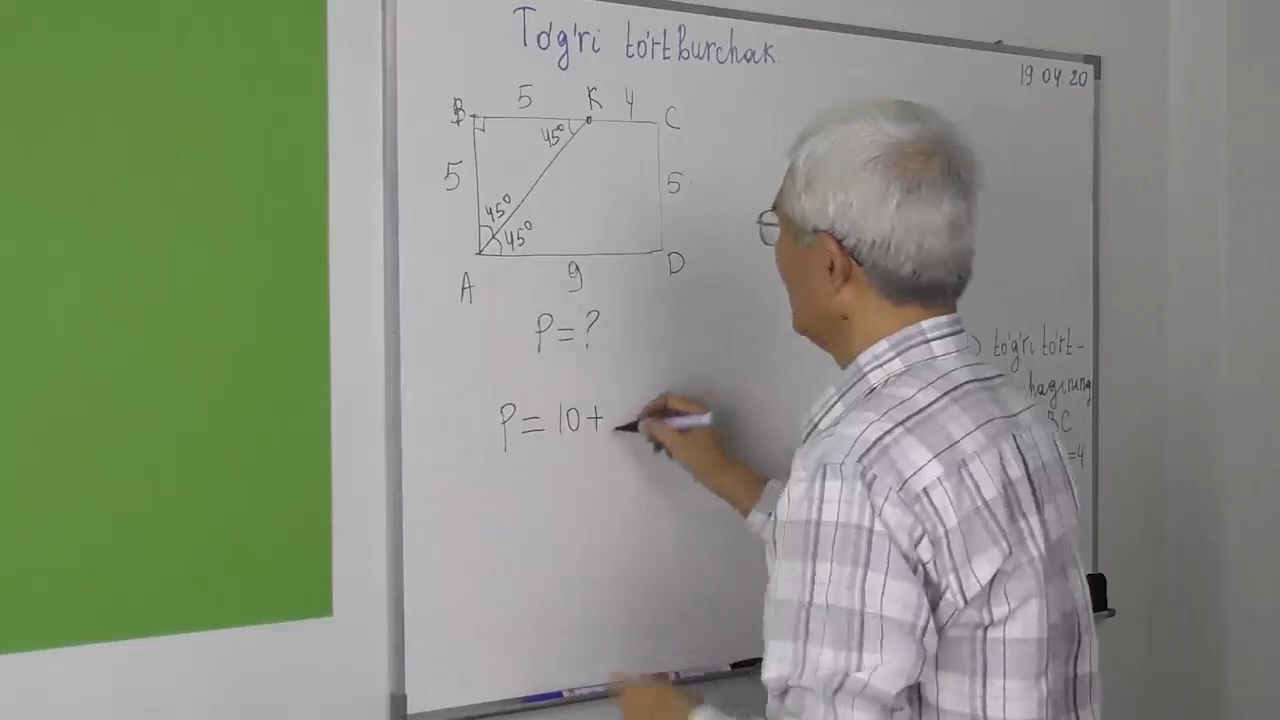 To'g'ri to'rtburchak
19 04 20
B 5 K 4 C
45°
5
5
45°
45°
A 9 D
P = ?
) to'g'ri to'rt-
P = 10 +
BC
=4